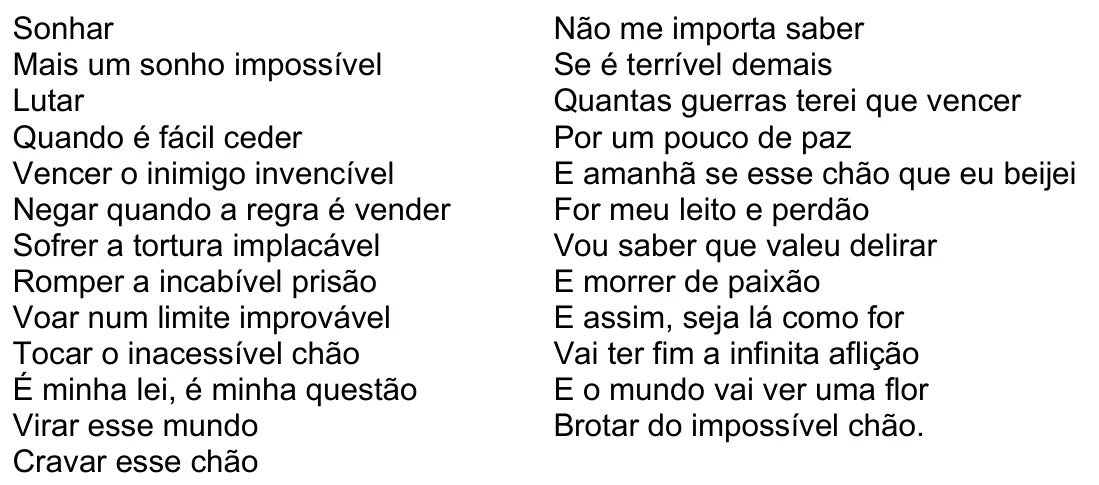 Sonhar
Mais um sonho impossível
Lutar
Quando é fácil ceder
Vencer o inimigo invencível
Negar quando a regra é vender
Sofrer a tortura implacável
Romper a incabível prisão
Voar num limite improvável
Tocar o inacessível chão
É minha lei, é minha questão
Virar esse mundo
Cravar esse chão
Não me importa saber
Se é terrível demais
Quantas guerras terei que vencer
Por um pouco de paz
E amanhã se esse chão que eu beijei
For meu leito e perdão
Vou saber que valeu delirar
E morrer de paixão
E assim, seja lá como for
Vai ter fim a infinita aflição
E o mundo vai ver uma flor
Brotar do impossível chão.